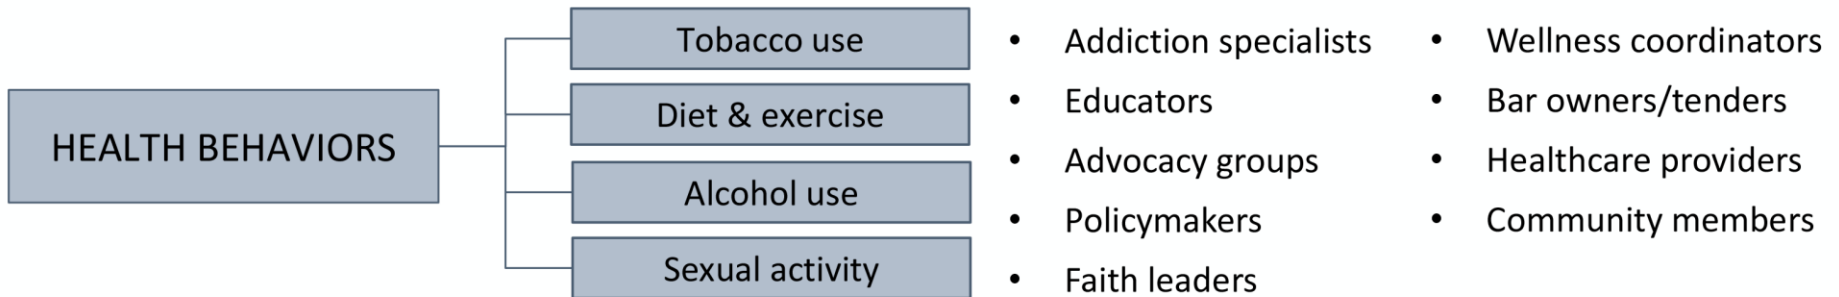 HEALTH BEHAVIORS
Tobacco use
Diet & exercise
Alcohol use
Sexual activity
• Addiction specialists
• Educators
• Advocacy groups
• Policymakers
• Faith leaders
• Wellness coordinators
• Bar owners/tenders
• Healthcare providers
• Community members